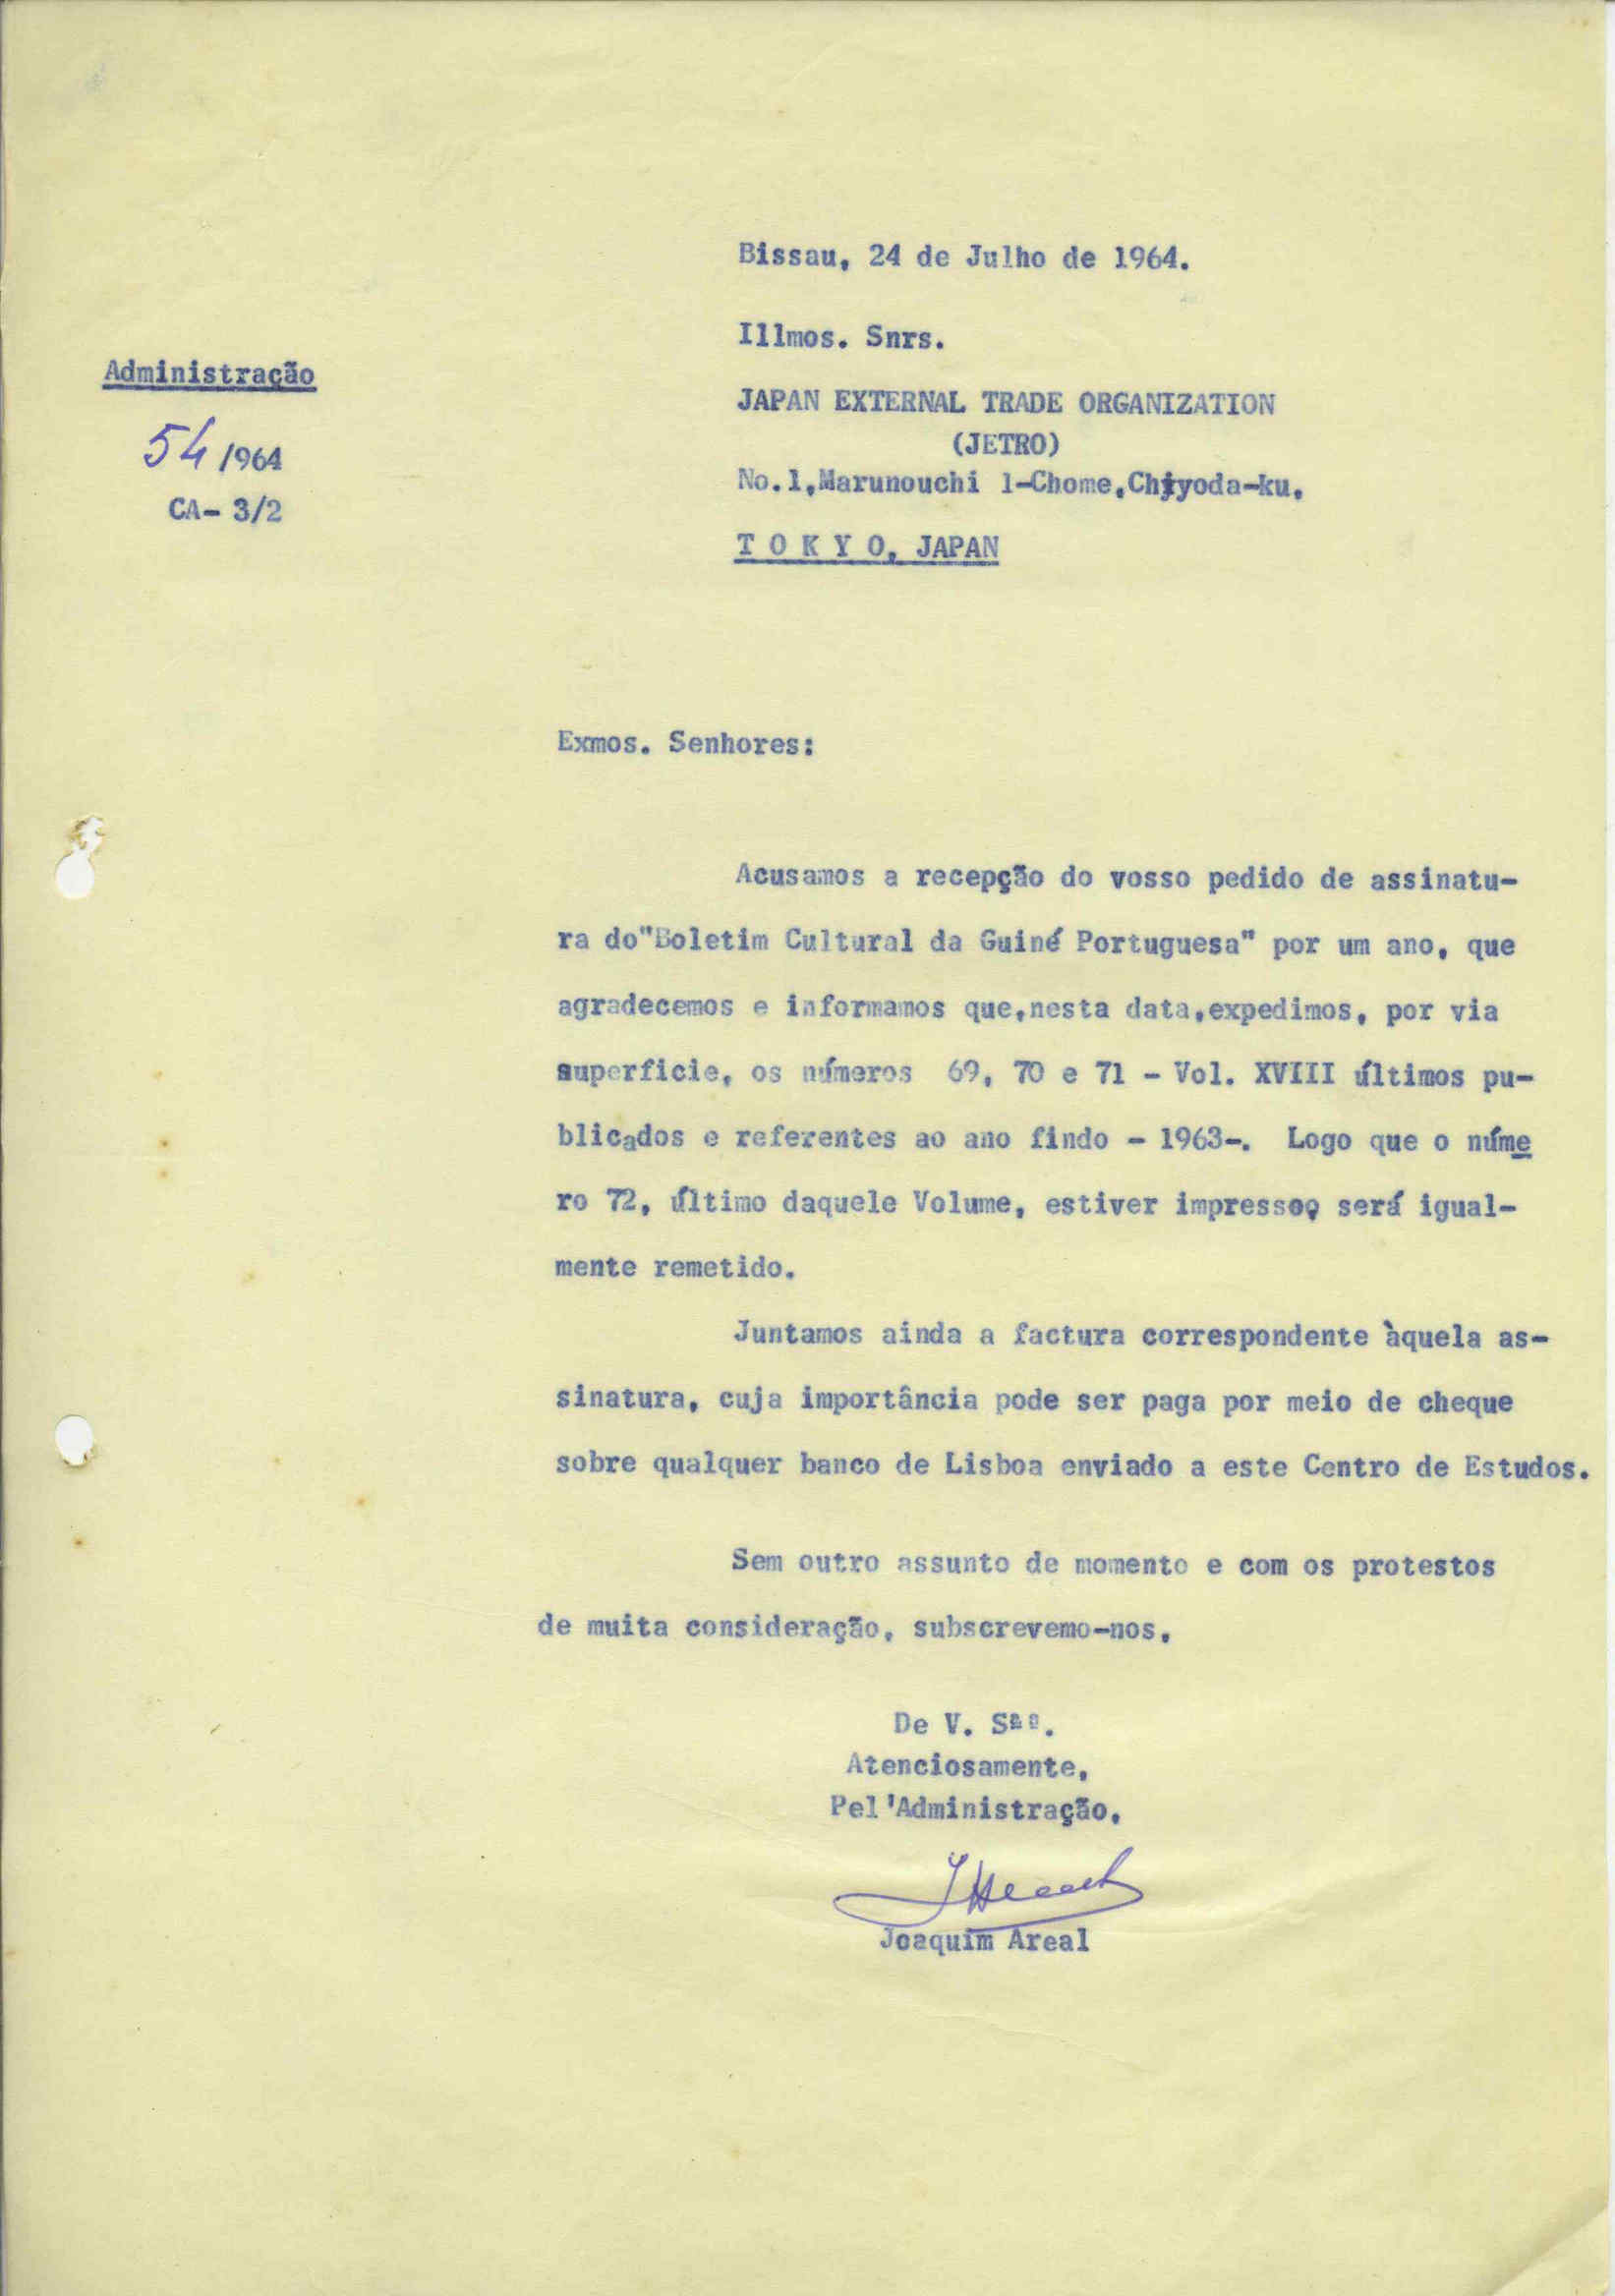 Bissau, 24 de Julho de 1964.
Illmos. Snrs.
Administração
JAPAN EXTERNAL TRADE ORGANIZATION
(JETRO)
54/964
No.1,Marunouchi 1-Chome,Chiyoda-ku,
CA- 3/2
T O K Y O, JAPAN
Exmos. Senhores:
Acusamos a recepção do vosso pedido de assinatu-
ra do"Boletim Cultural da Guiné Portuguesa" por um ano, que
agradecemos e informamos que,nesta data,expedimos, por via
superficie, os números 69, 70 e 71 - Vol. XVIII últimos pu-
blicados e referentes ao ano findo - 1963-. Logo que o núme
ro 72, último daquele Volume, estiver impresso, será igual-
mente remetido.
Juntamos ainda a factura correspondente àquela as-
sinatura, cuja importância pode ser paga por meio de cheque
sobre qualquer banco de Lisboa enviado a este Centro de Estudos.
Sem outro assunto de momento e com os protestos
de muita consideração, subscrevemo-nos,
De V. Sªs.
Atenciosamente,
Pel'Administração,
Joaquim Areal